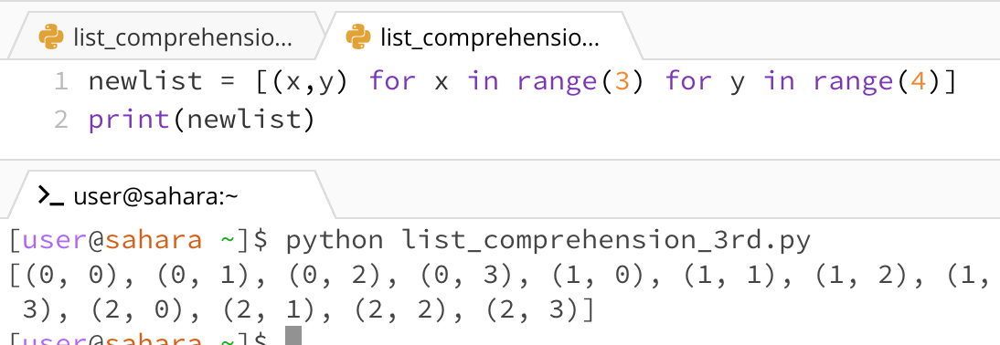 list_comprehensio... list_comprehensio...
1 newlist = [(x,y) for x in range(3) for y in range(4)]
2 print(newlist)
>_ user@sahara:~
[user@sahara ~]$ python list_comprehension_3rd.py
[(0, 0), (0, 1), (0, 2), (0, 3), (1, 0), (1, 1), (1, 2), (1,
3), (2, 0), (2, 1), (2, 2), (2, 3)]
[user@sahara ~]$